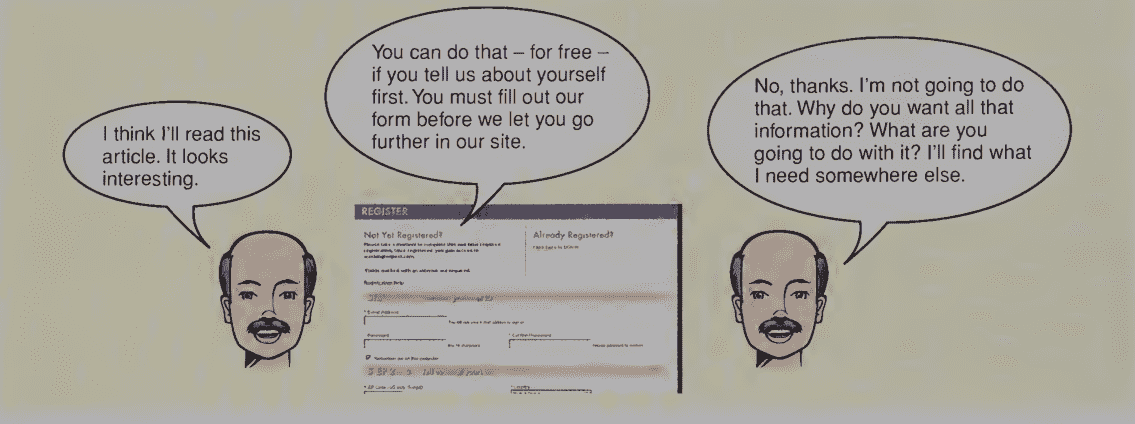 I think I'll read this
article. It looks
interesting.
You can do that – for free –
if you tell us about yourself
first. You must fill out our
form before we let you go
further in our site.
No, thanks. I'm not going to do
that. Why do you want all that
information? What are you
going to do with it? I'll find what
I need somewhere else.
REGISTER
Not Yet Registered?
Already Registered?